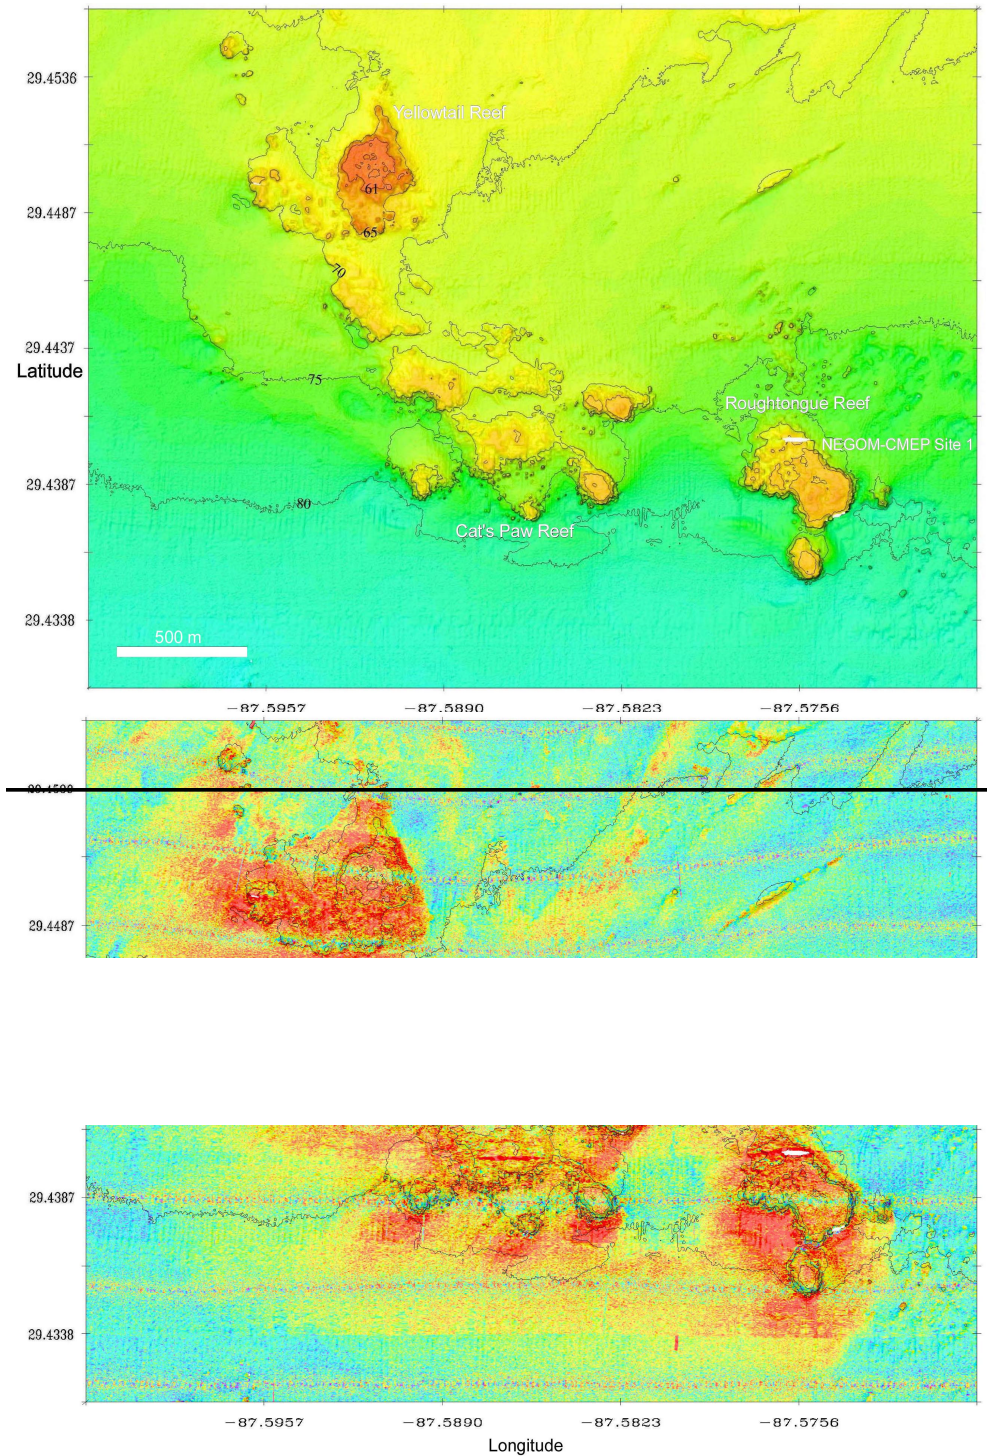 29.4536
Yellowtail Reef
61
29.4487
65
70
29.4437
Latitude
75
Roughtongue Reef
NEGOM-CMEP Site 1
29.4387
80
Cat's Paw Reef
29.4338
500 m
−87.5957 −87.5890 −87.5823 −87.5756
29.4487
29.4387
29.4338
−87.5957 −87.5890 −87.5823 −87.5756
Longitude